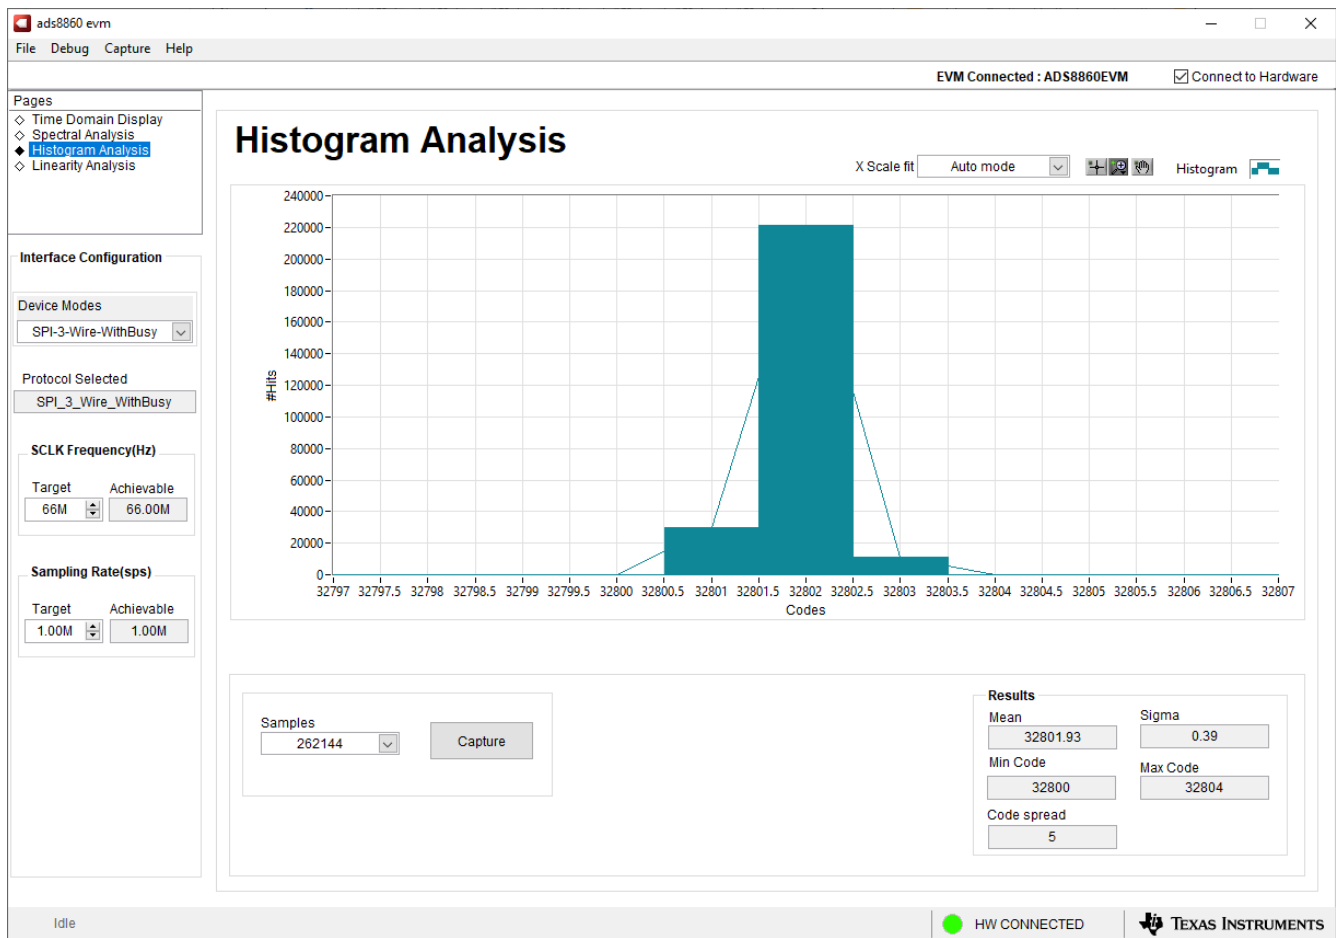 ads8860 evm
File Debug Capture Help
EVM Connected : ADS8860EVM
Connect to Hardware
Pages
Time Domain Display
Spectral Analysis
Histogram Analysis
Linearity Analysis
Interface Configuration
Device Modes
SPI-3-Wire-WithBusy
Protocol Selected
SPI_3_Wire_WithBusy
SCLK Frequency(Hz)
Target Achievable
66M 66.00M
Sampling Rate(sps)
Target Achievable
1.00M 1.00M
Histogram Analysis
X Scale fit Auto mode Histogram
240000
220000
200000
180000
160000
140000
120000
100000
80000
60000
40000
20000
0
#Hits
32797 32797.5 32798 32798.5 32799 32799.5 32800 32800.5 32801 32801.5 32802 32802.5 32803 32803.5 32804 32804.5 32805 32805.5 32806 32806.5 32807
Codes
Samples
262144
Capture
Results
Mean Sigma
32801.93 0.39
Min Code Max Code
32800 32804
Code spread
5
Idle
HW CONNECTED
TEXAS INSTRUMENTS